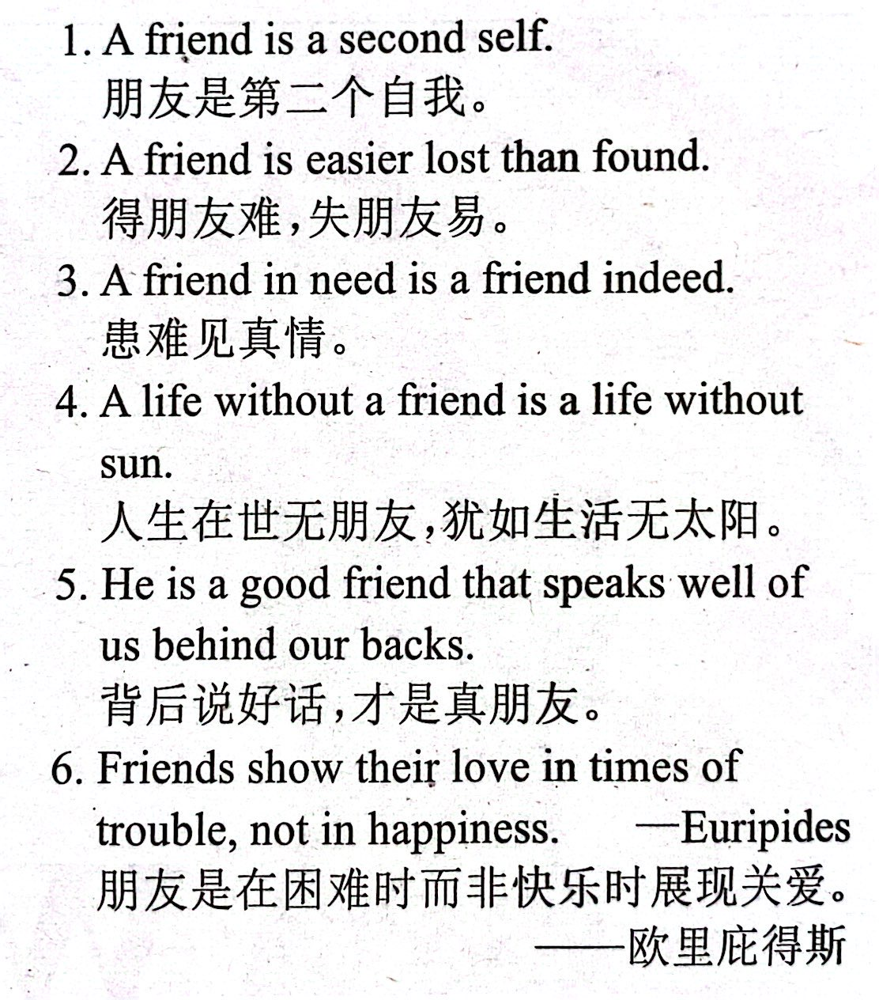 1. A friend is a second self.
朋友是第二个自我。
2. A friend is easier lost than found.
得朋友难,失朋友易。
3. A friend in need is a friend indeed.
患难见真情。
4. A life without a friend is a life without
sun.
人生在世无朋友,犹如生活无太阳。
5. He is a good friend that speaks well of
us behind our backs.
背后说好话,才是真朋友。
6. Friends show their love in times of
trouble, not in happiness. —Euripides
朋友是在困难时而非快乐时展现关爱。
——欧里庇得斯